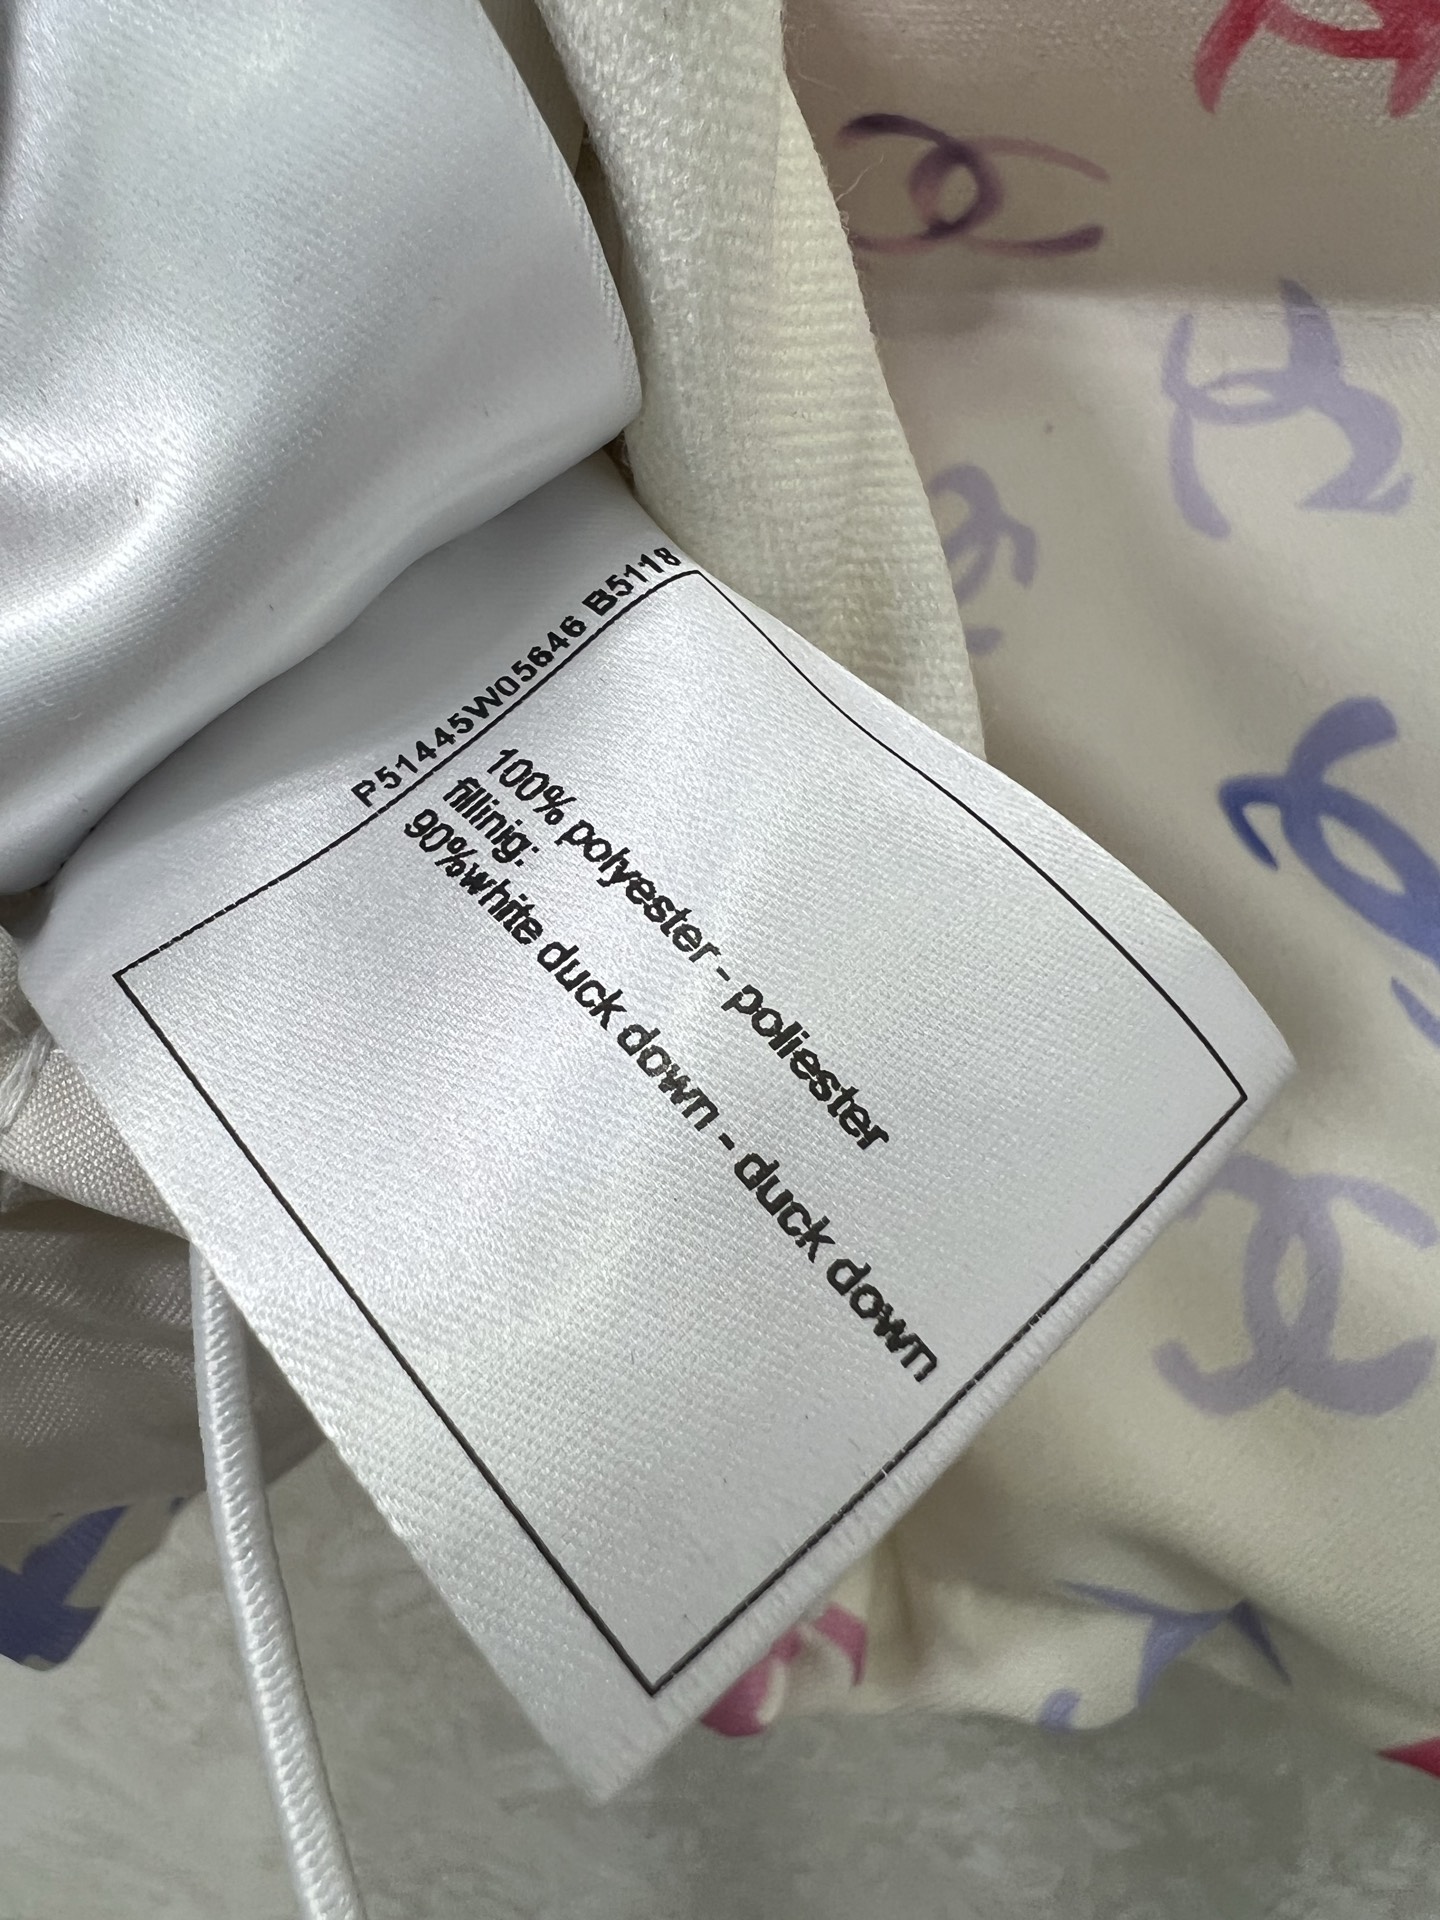 P51445W05646 B5118
100% polyester - poliester
fillinig:
90%white duck down - duck down